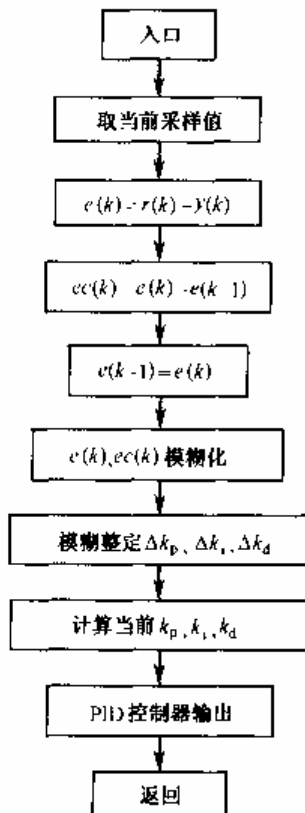 入口
取当前采样值
e(k)=r(k)-y(k)
ec(k) e(k)-e(k-1)
e(k-1)=e(k)
e(k)、ec(k)模糊化
模糊整定Δkp、Δki、Δkd
计算当前kp,ki,kd
PID控制器输出
返回